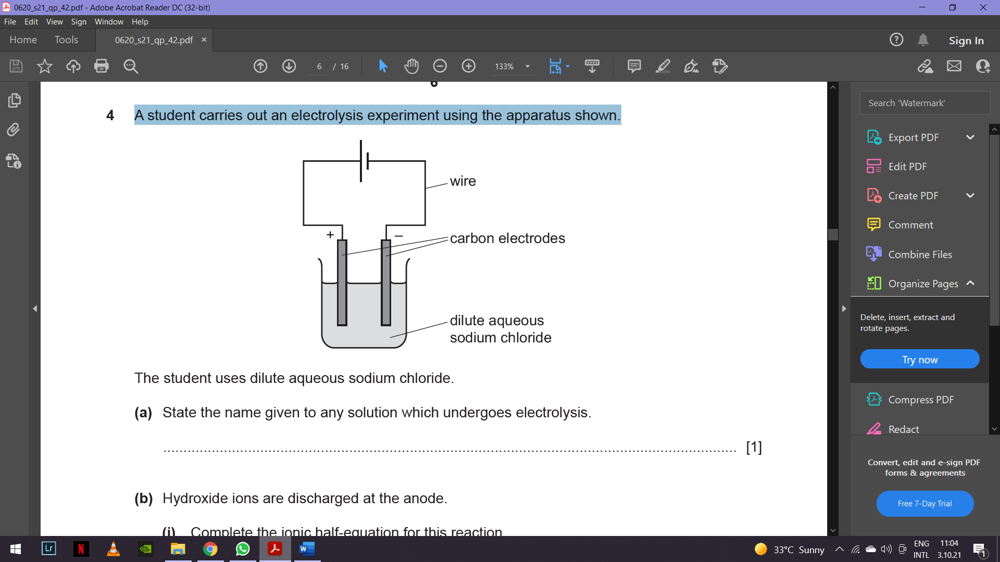 0620_s21_qp_42.pdf - Adobe Acrobat Reader DC (32-bit)
File Edit View Sign Window Help
Home Tools 0620_s21_qp_42.pdf × Sign In
6 / 16 133%
6
4 A student carries out an electrolysis experiment using the apparatus shown.
wire
+ –
carbon electrodes
dilute aqueous
sodium chloride
The student uses dilute aqueous sodium chloride.
(a) State the name given to any solution which undergoes electrolysis.
[1]
(b) Hydroxide ions are discharged at the anode.
(i) Complete the ionic half-equation for this reaction
Search 'Watermark'
Export PDF
Edit PDF
Create PDF
Comment
Combine Files
Organize Pages
Delete, insert, extract and
rotate pages.
Try now
Compress PDF
Redact
Convert, edit and e-sign PDF
forms & agreements
Free 7-Day Trial
Lr N W
33°C Sunny
ENG
INTL
11:04
3.10.21
1